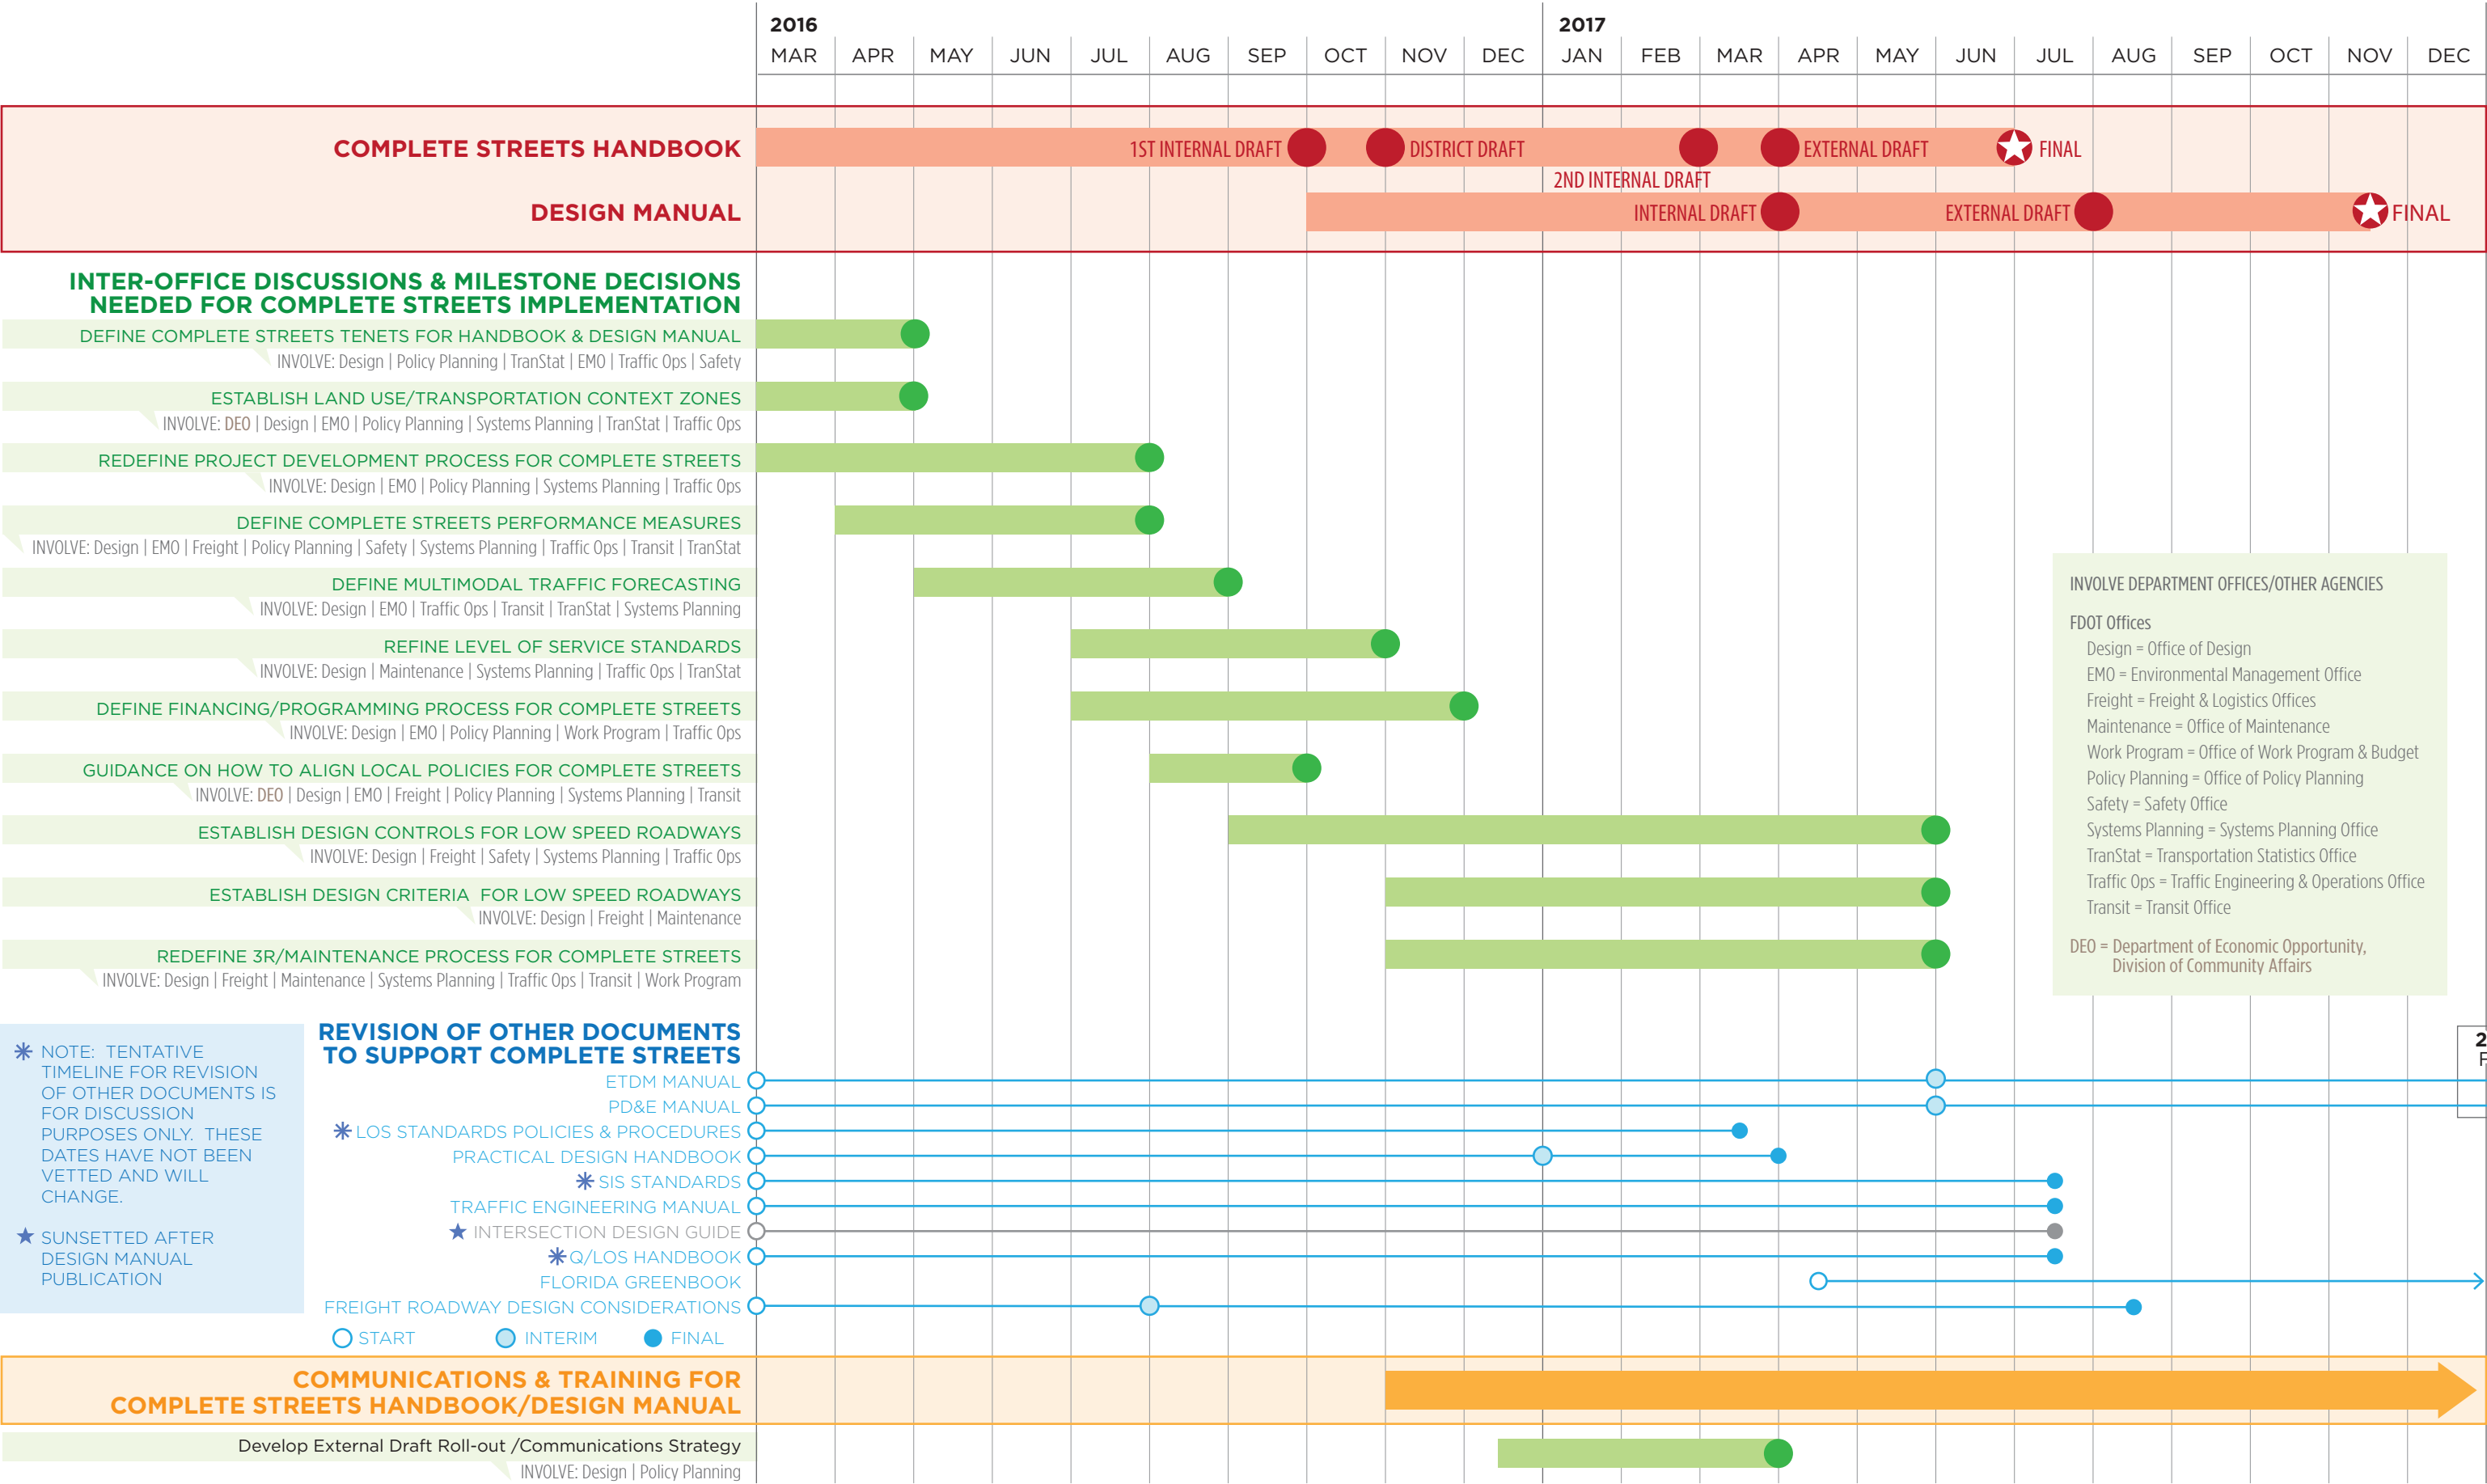 2016
2017
MAR APR MAY JUN JUL AUG SEP OCT NOV DEC JAN FEB MAR APR MAY JUN JUL AUG SEP OCT NOV DEC
COMPLETE STREETS HANDBOOK
1ST INTERNAL DRAFT
DISTRICT DRAFT
EXTERNAL DRAFT
FINAL
2ND INTERNAL DRAFT
DESIGN MANUAL
INTERNAL DRAFT
EXTERNAL DRAFT
FINAL
INTER-OFFICE DISCUSSIONS & MILESTONE DECISIONS
NEEDED FOR COMPLETE STREETS IMPLEMENTATION
DEFINE COMPLETE STREETS TENETS FOR HANDBOOK & DESIGN MANUAL
INVOLVE: Design | Policy Planning | TranStat | EMO | Traffic Ops | Safety
ESTABLISH LAND USE/TRANSPORTATION CONTEXT ZONES
INVOLVE: DEO | Design | EMO | Policy Planning | Systems Planning | TranStat | Traffic Ops
REDEFINE PROJECT DEVELOPMENT PROCESS FOR COMPLETE STREETS
INVOLVE: Design | EMO | Policy Planning | Systems Planning | Traffic Ops
DEFINE COMPLETE STREETS PERFORMANCE MEASURES
INVOLVE: Design | EMO | Freight | Policy Planning | Safety | Systems Planning | Traffic Ops | Transit | TranStat
DEFINE MULTIMODAL TRAFFIC FORECASTING
INVOLVE: Design | EMO | Traffic Ops | Transit | TranStat | Systems Planning
REFINE LEVEL OF SERVICE STANDARDS
INVOLVE: Design | Maintenance | Systems Planning | Traffic Ops | TranStat
DEFINE FINANCING/PROGRAMMING PROCESS FOR COMPLETE STREETS
INVOLVE: Design | EMO | Policy Planning | Work Program | Traffic Ops
GUIDANCE ON HOW TO ALIGN LOCAL POLICIES FOR COMPLETE STREETS
INVOLVE: DEO | Design | EMO | Freight | Policy Planning | Systems Planning | Transit
ESTABLISH DESIGN CONTROLS FOR LOW SPEED ROADWAYS
INVOLVE: Design | Freight | Safety | Systems Planning | Traffic Ops
ESTABLISH DESIGN CRITERIA FOR LOW SPEED ROADWAYS
INVOLVE: Design | Freight | Maintenance
REDEFINE 3R/MAINTENANCE PROCESS FOR COMPLETE STREETS
INVOLVE: Design | Freight | Maintenance | Systems Planning | Traffic Ops | Transit | Work Program
INVOLVE DEPARTMENT OFFICES/OTHER AGENCIES
FDOT Offices
Design = Office of Design
EMO = Environmental Management Office
Freight = Freight & Logistics Offices
Maintenance = Office of Maintenance
Work Program = Office of Work Program & Budget
Policy Planning = Office of Policy Planning
Safety = Safety Office
Systems Planning = Systems Planning Office
TranStat = Transportation Statistics Office
Traffic Ops = Traffic Engineering & Operations Office
Transit = Transit Office
DEO = Department of Economic Opportunity,
Division of Community Affairs
NOTE: TENTATIVE
TIMELINE FOR REVISION
OF OTHER DOCUMENTS IS
FOR DISCUSSION
PURPOSES ONLY. THESE
DATES HAVE NOT BEEN
VETTED AND WILL
CHANGE.
★ SUNSETTED AFTER
DESIGN MANUAL
PUBLICATION
REVISION OF OTHER DOCUMENTS
TO SUPPORT COMPLETE STREETS
2
ETDM MANUAL
PD&E MANUAL
LOS STANDARDS POLICIES & PROCEDURES
PRACTICAL DESIGN HANDBOOK
SIS STANDARDS
TRAFFIC ENGINEERING MANUAL
★ INTERSECTION DESIGN GUIDE
Q/LOS HANDBOOK
FLORIDA GREENBOOK
FREIGHT ROADWAY DESIGN CONSIDERATIONS
START INTERIM FINAL
COMMUNICATIONS & TRAINING FOR
COMPLETE STREETS HANDBOOK/DESIGN MANUAL
Develop External Draft Roll-out /Communications Strategy
INVOLVE: Design | Policy Planning